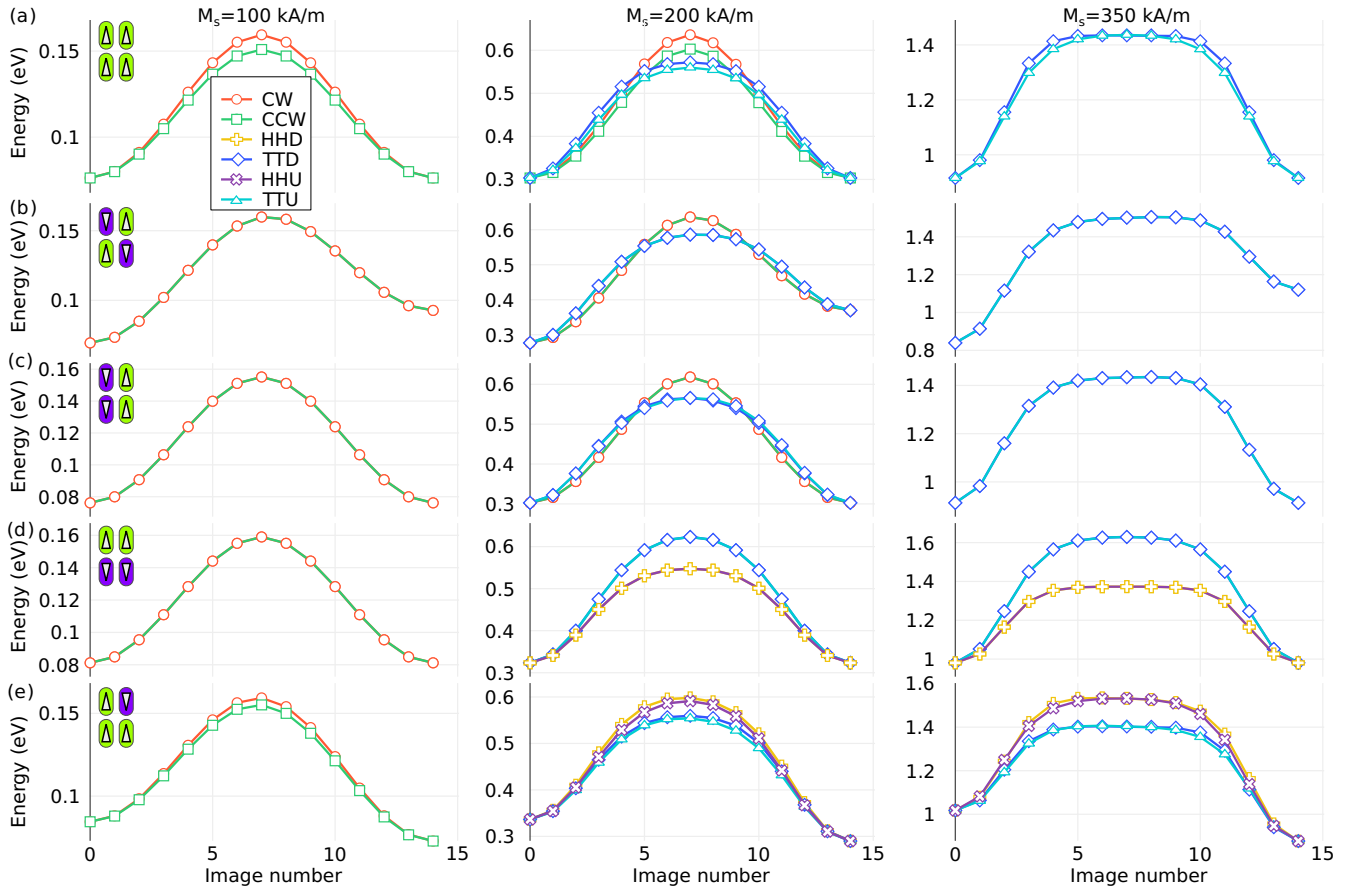 (a)
M_s=100 kA/m
M_s=200 kA/m
M_s=350 kA/m
Energy (eV)
0.15
0.1
0.6
0.5
0.4
0.3
1.4
1.2
1
CW
CCW
HHD
TTD
HHU
TTU
(b)
Energy (eV)
0.15
0.1
0.6
0.5
0.4
0.3
1.4
1.2
1
0.8
(c)
Energy (eV)
0.16
0.14
0.12
0.1
0.08
0.6
0.5
0.4
0.3
1.4
1.2
1
(d)
Energy (eV)
0.16
0.14
0.12
0.1
0.08
0.6
0.5
0.4
0.3
1.6
1.4
1.2
1
(e)
Energy (eV)
0.15
0.1
0.6
0.5
0.4
0.3
1.6
1.4
1.2
1
0 5 10 15
0 5 10 15
0 5 10 15
Image number
Image number
Image number